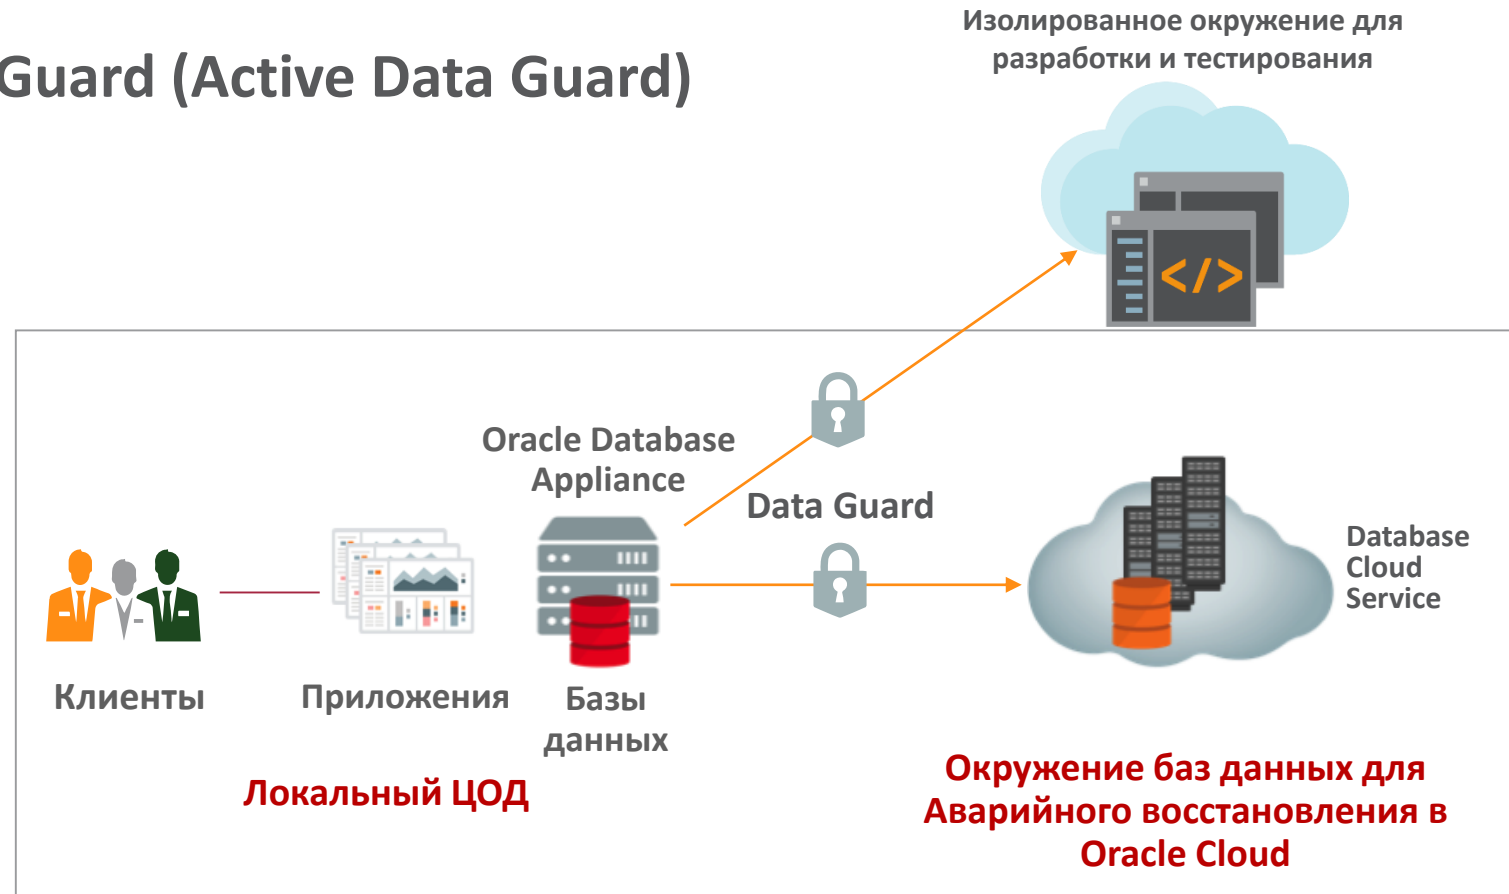 Guard (Active Data Guard)
Изолированное окружение для
разработки и тестирования
</>
Oracle Database
Appliance
Data Guard
Database
Cloud
Service
Клиенты
Приложения
Базы
данных
Локальный ЦОД
Окружение баз данных для
Аварийного восстановления в
Oracle Cloud